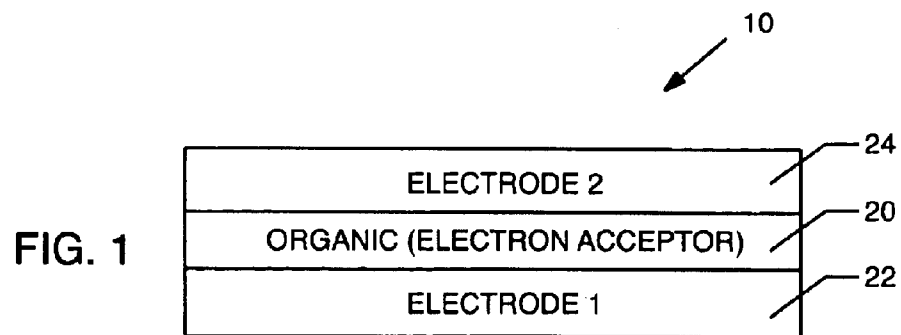 10
ELECTRODE 2
24
FIG. 1
ORGANIC (ELECTRON ACCEPTOR)
20
ELECTRODE 1
22